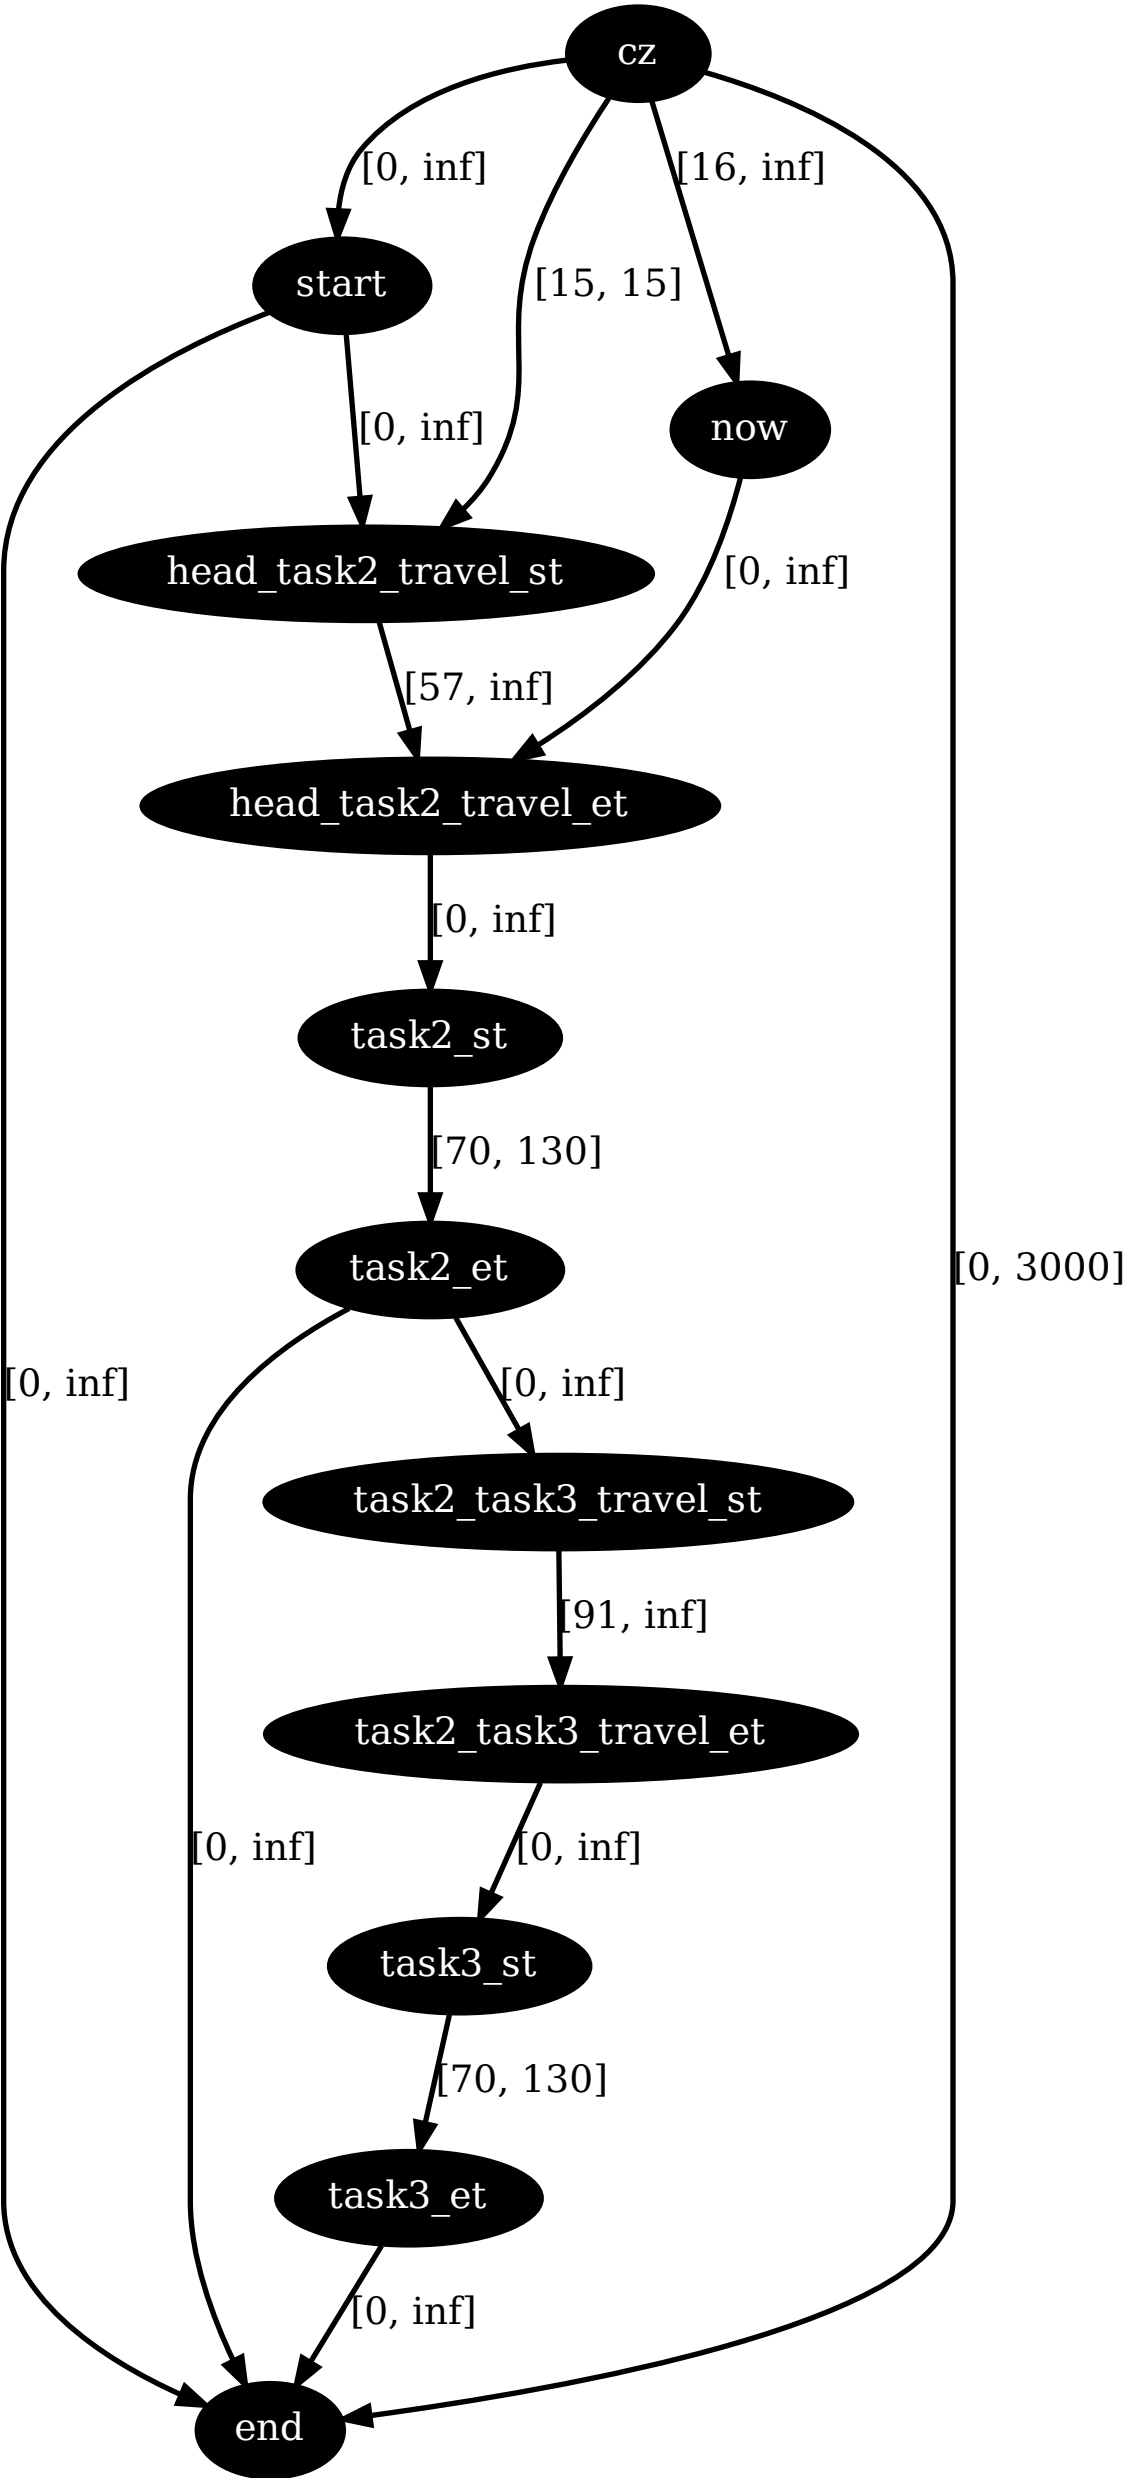 cz
[0, inf]
[16, inf]
start
[15, 15]
now
[0, inf]
head_task2_travel_st
[0, inf]
[57, inf]
head_task2_travel_et
[0, inf]
task2_st
[70, 130]
task2_et
[0, 3000]
[0, inf]
[0, inf]
task2_task3_travel_st
[91, inf]
task2_task3_travel_et
[0, inf]
[0, inf]
task3_st
[70, 130]
task3_et
[0, inf]
end